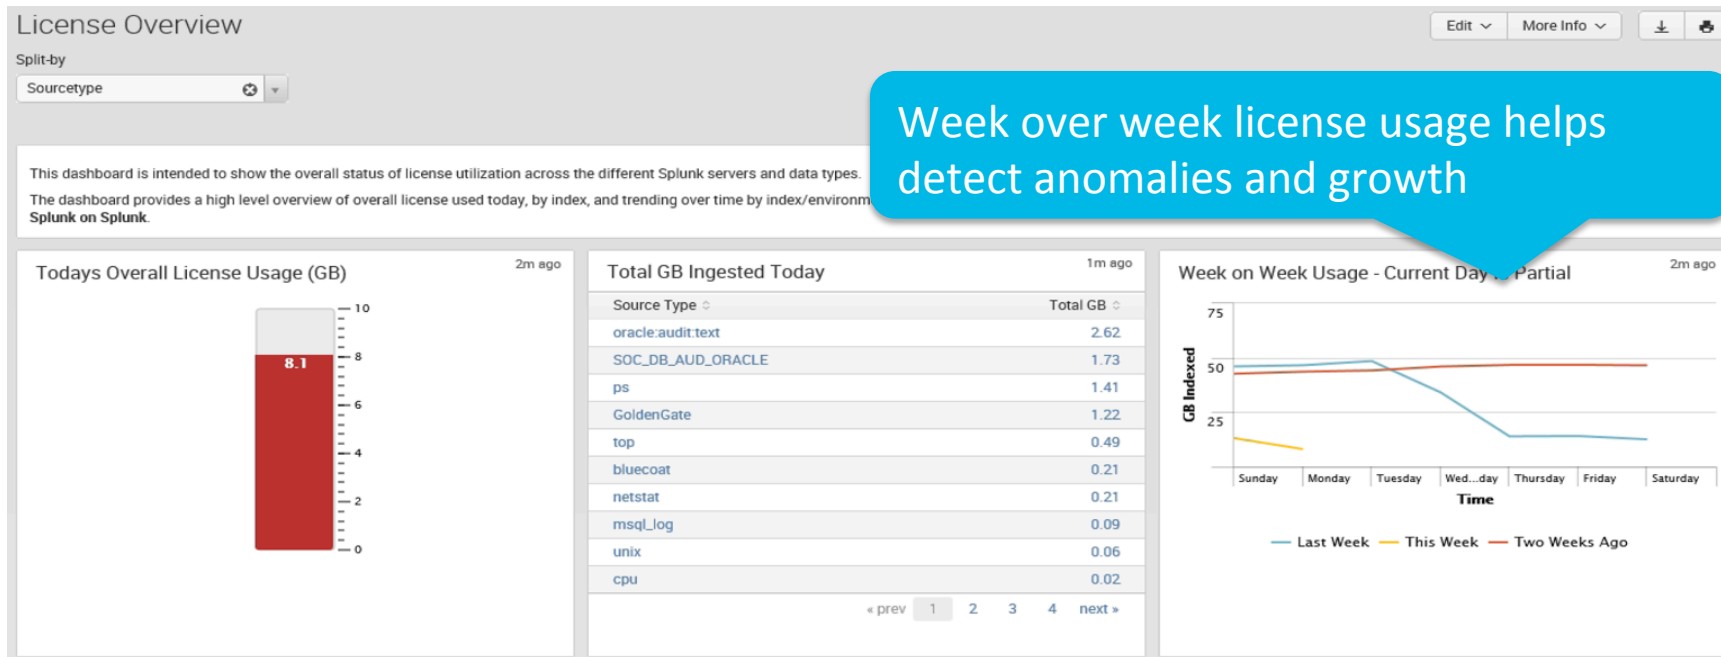 License Overview
Edit
More Info
Split-by
Sourcetype
Week over week license usage helps
detect anomalies and growth
This dashboard is intended to show the overall status of license utilization across the different Splunk servers and data types.
The dashboard provides a high level overview of overall license used today, by index, and trending over time by
Splunk on Splunk.
Todays Overall License Usage (GB)
2m ago
10
8
6
4
2
0
8.1
Total GB Ingested Today
1m ago
Source Type Total GB
oracle:audit:text 2.62
SOC_DB_AUD_ORACLE 1.73
ps 1.41
GoldenGate 1.22
top 0.49
bluecoat 0.21
netstat 0.21
msql_log 0.09
unix 0.06
cpu 0.02
« prev 1 2 3 4 next »
Week on Week Usage - Current Day Partial
2m ago
75
50
25
GB Indexed
Sunday Monday Tuesday Wed...day Thursday Friday Saturday
Time
Last Week This Week Two Weeks Ago